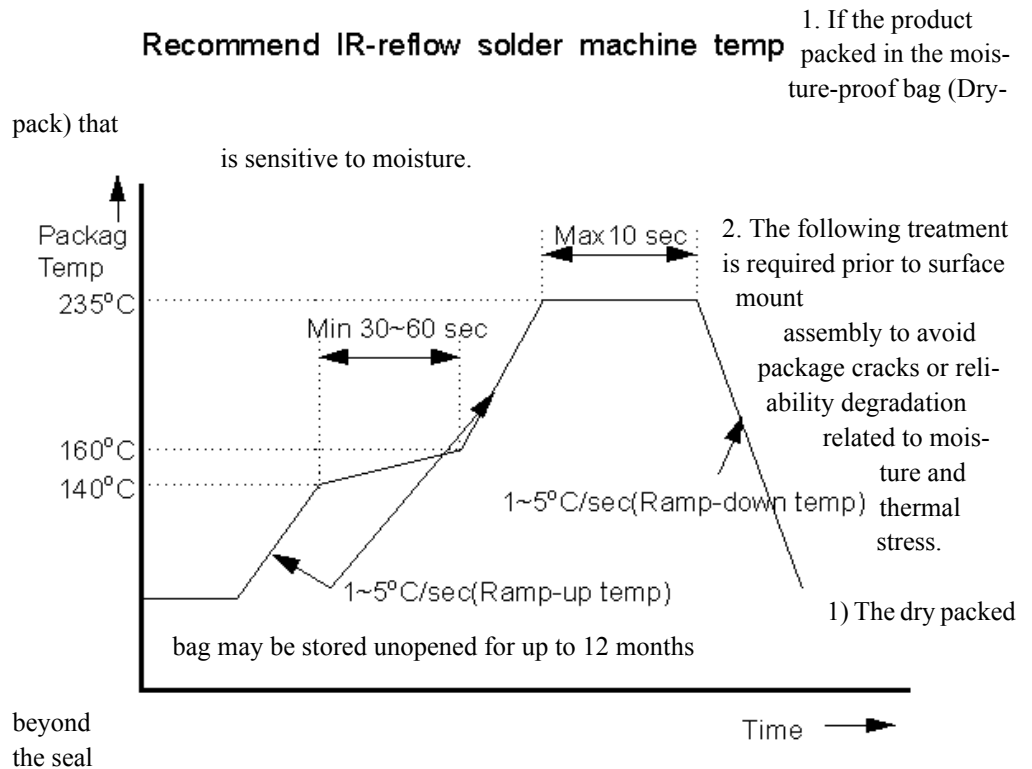 Recommend IR-reflow solder machine temp
1. If the product
packed in the mois-
ture-proof bag (Dry-
pack) that
is sensitive to moisture.
Packag
Temp
235°C
160°C
140°C
Min 30~60 sec
Max10 sec
1~5°C/sec(Ramp-up temp)
1~5°C/sec(Ramp-down temp)
Time
2. The following treatment
is required prior to surface
mount
assembly to avoid
package cracks or reli-
ability degradation
related to mois-
ture and
thermal
stress.
1) The dry packed
bag may be stored unopened for up to 12 months
beyond
the seal